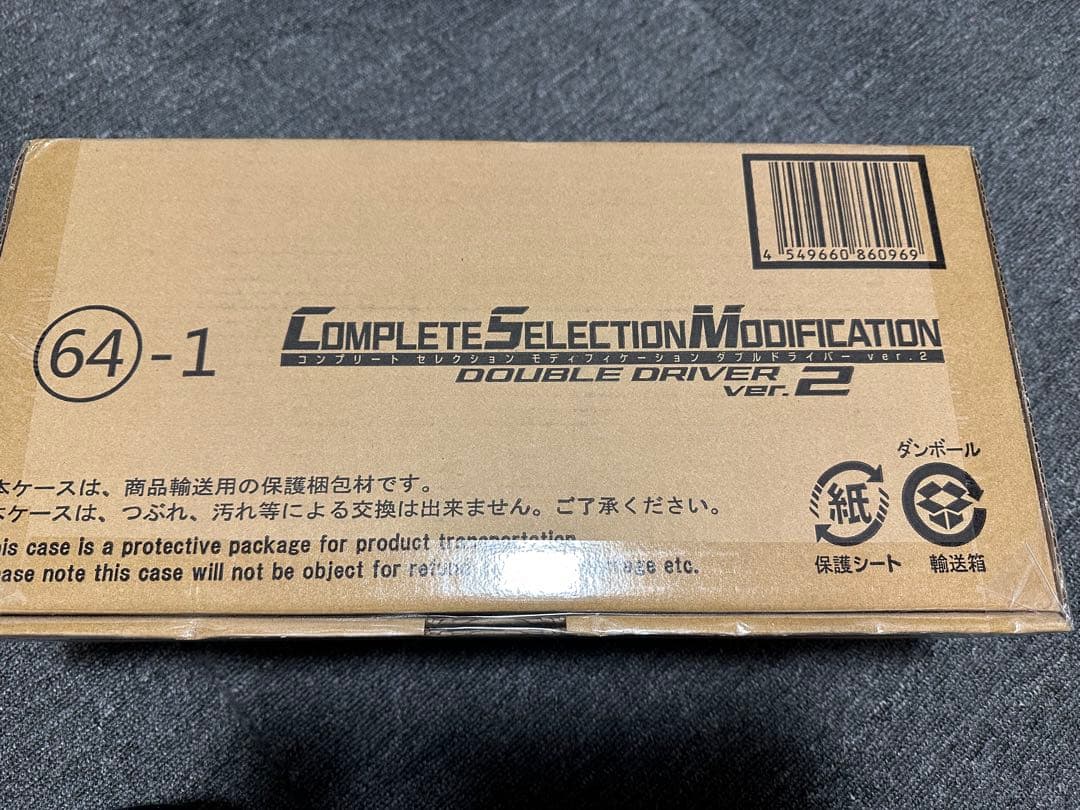 4 549660 860969
64-1
COMPLETE SELECTION MODIFICATION
コンプリート セレクション モディフィケーション ダブルドライバー ver.2
DOUBLE DRIVER
ver.2
ダンボール
紙
保護シート
輸送箱
本ケースは、商品輸送用の保護梱包材です。
本ケースは、つぶれ、汚れ等による交換は出来ません。ご了承ください。
is case is a protective package for product transportation
ease note this case will not be object for refund etc.